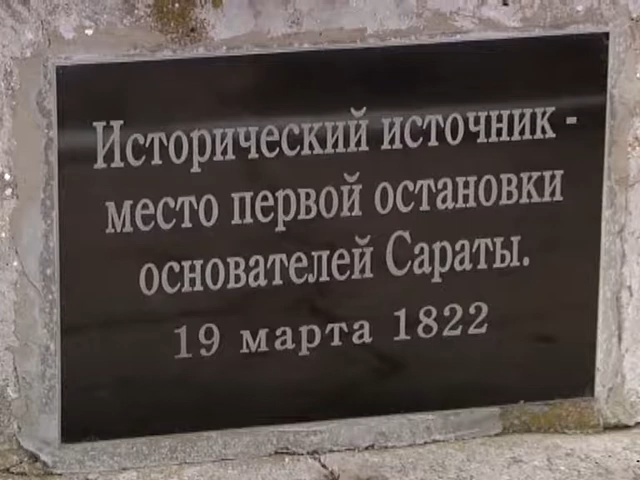 Исторический источник -
место первой остановки
основателей Сараты.
19 марта 1822